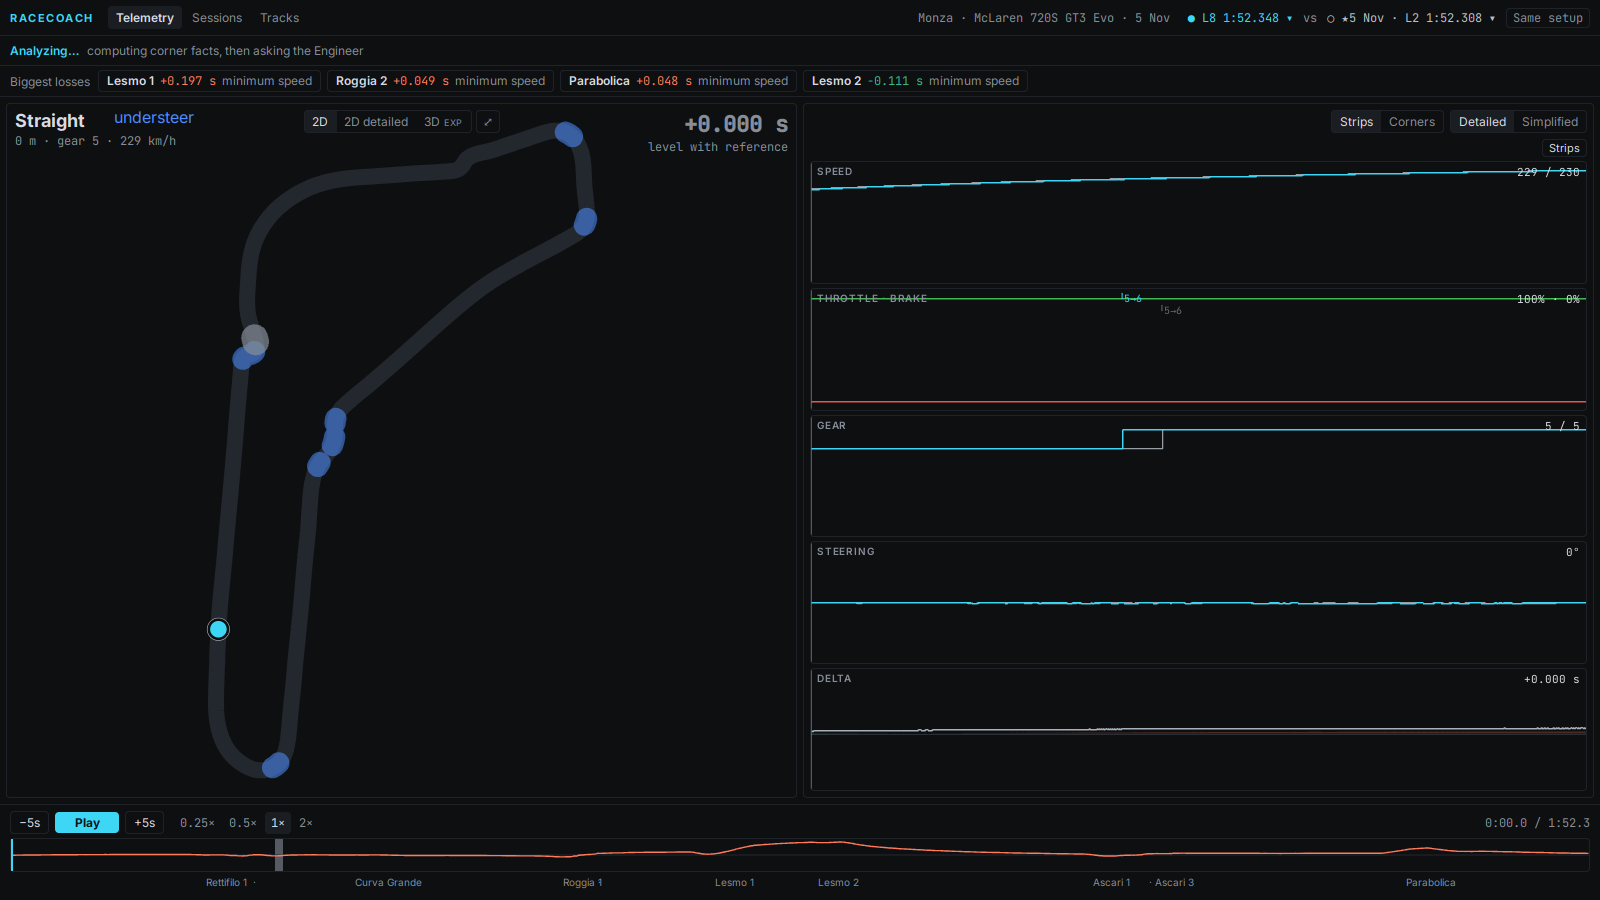 RACECOACH Telemetry Sessions Tracks Monza · McLaren 720S GT3 Evo · 5 Nov ● L8 1:52.348 ▾ vs ○ ★5 Nov · L2 1:52.308 ▾ Same setup
Analyzing... computing corner facts, then asking the Engineer
Biggest losses Lesmo 1 +0.197 s minimum speed Roggia 2 +0.049 s minimum speed Parabolica +0.048 s minimum speed Lesmo 2 -0.111 s minimum speed
Straight understeer 2D 2D detailed 3D EXP ⤢ +0.000 s
0 m · gear 5 · 229 km/h level with reference
Strips Corners Detailed Simplified
Strips
SPEED 229 / 230
THROTTLE · BRAKE 5→6 100% · 0%
5→6
GEAR 5 / 5
STEERING 0°
DELTA +0.000 s
−5s Play +5s 0.25× 0.5× 1× 2× 0:00.0 / 1:52.3
Rettifilo 1 · Curva Grande Roggia Lesmo 1 Lesmo 2 Ascari 1 · Ascari 3 Parabolica